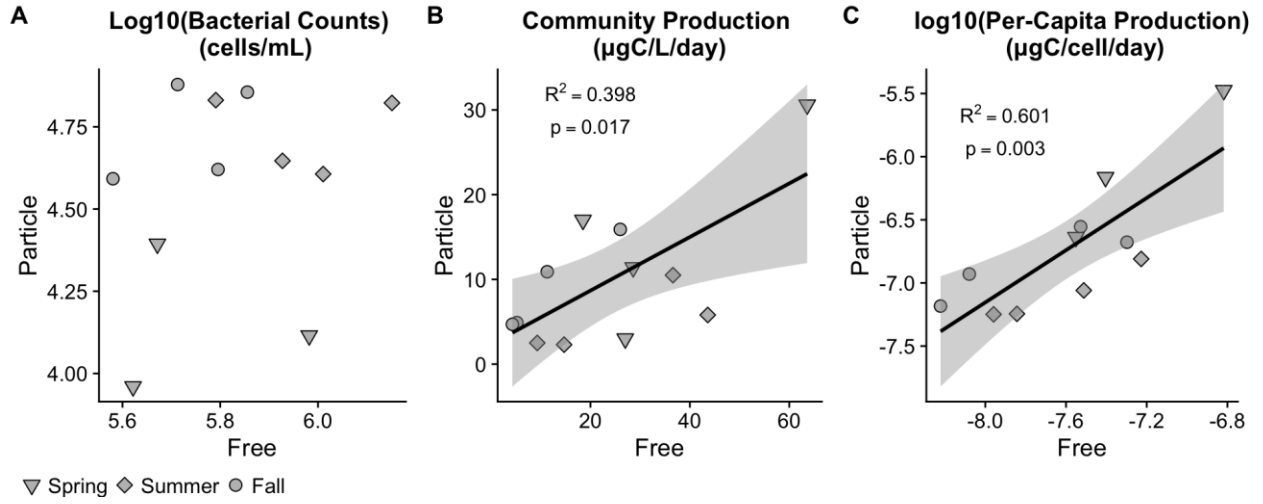 A
Log10(Bacterial Counts)
(cells/mL)
Particle
4.75
4.50
4.25
4.00
5.6 5.8 6.0
Free
B
Community Production
(µgC/L/day)
R² = 0.398
p = 0.017
Particle
30
20
10
0
20 40 60
Free
C
log10(Per-Capita Production)
(µgC/cell/day)
R² = 0.601
p = 0.003
Particle
-5.5
-6.0
-6.5
-7.0
-7.5
-8.0 -7.6 -7.2 -6.8
Free
Spring Summer Fall